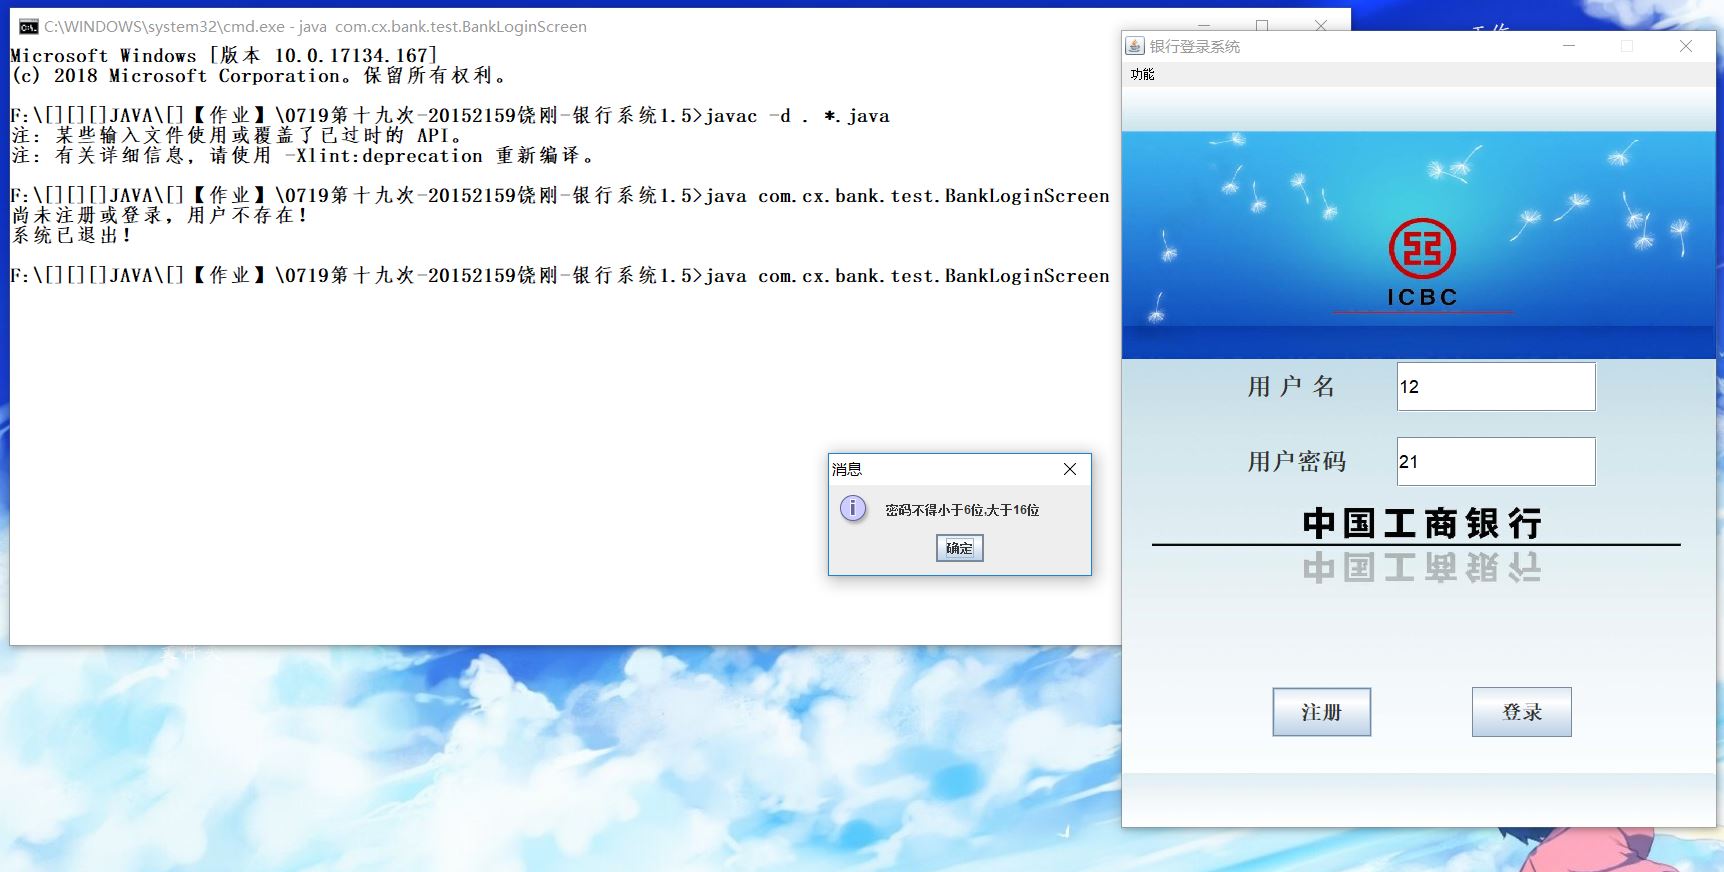 C:\WINDOWS\system32\cmd.exe - java  com.cx.bank.test.BankLoginScreen
Microsoft Windows [版本 10.0.17134.167]
(c) 2018 Microsoft Corporation。保留所有权利。
F:\[][][]JAVA\[]【作业】\0719第十九次-20152159饶刚-银行系统1.5>javac -d . *.java
注: 某些输入文件使用或覆盖了已过时的 API。
注: 有关详细信息, 请使用 -Xlint:deprecation 重新编译。
F:\[][][]JAVA\[]【作业】\0719第十九次-20152159饶刚-银行系统1.5>java com.cx.bank.test.BankLoginScreen
尚未注册或登录，用户不存在！
系统已退出！
F:\[][][]JAVA\[]【作业】\0719第十九次-20152159饶刚-银行系统1.5>java com.cx.bank.test.BankLoginScreen
消息
密码不得小于6位,大于16位
确定
银行登录系统
功能
ICBC
用 户 名
12
用户密码
21
中国工商银行
中国工商银行
注册
登录